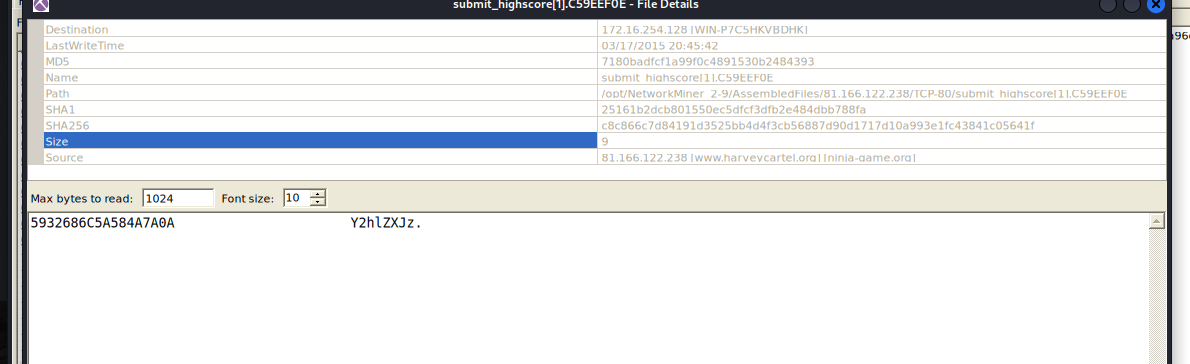 submit_highscore[1].C59EEF0E - File Details
Destination 172.16.254.128 [WIN-P7C5HKVBDHK]
LastWriteTime 03/17/2015 20:45:42
MD5 7180badfcf1a99f0c4891530b2484393
Name submit_highscore[1].C59EEF0E
Path /opt/NetworkMiner_2-9/AssembledFiles/81.166.122.238/TCP-80/submit_highscore[1].C59EEF0E
SHA1 25161b2dcb801550ec5dfcf3dfb2e484dbb788fa
SHA256 c8c866c7d84191d3525bb4d4f3cb56887d90d1717d10a993e1fc43841c05641f
Size 9
Source 81.166.122.238 [www.harveycartel.org] [ninja-game.org]
Max bytes to read: 1024 Font size: 10
5932686C5A584A7A0A Y2hlZXJz.